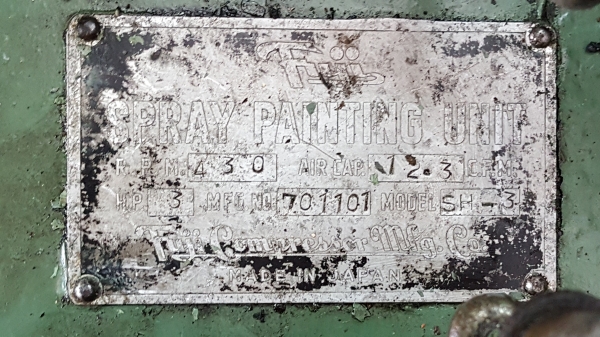 Fuji
SPRAY PAINTING UNIT
R.P.M. 430 AIR CAP. 12.3 C.F.M.
H.P 3 MFG NO 701101 MODEL SH-3
Fuji Compressor Mfg. Co.
MADE IN JAPAN